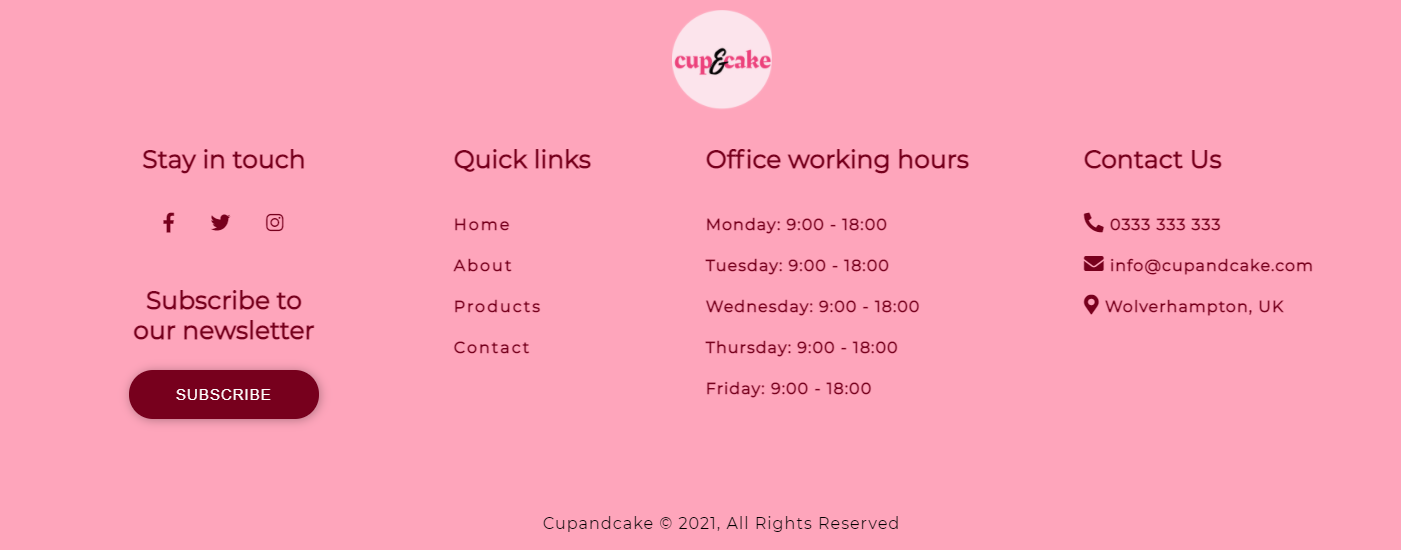 cup&cake
Stay in touch
Subscribe to
our newsletter
SUBSCRIBE
Quick links
Home
About
Products
Contact
Office working hours
Monday: 9:00 - 18:00
Tuesday: 9:00 - 18:00
Wednesday: 9:00 - 18:00
Thursday: 9:00 - 18:00
Friday: 9:00 - 18:00
Contact Us
0333 333 333
info@cupandcake.com
Wolverhampton, UK
Cupandcake © 2021, All Rights Reserved